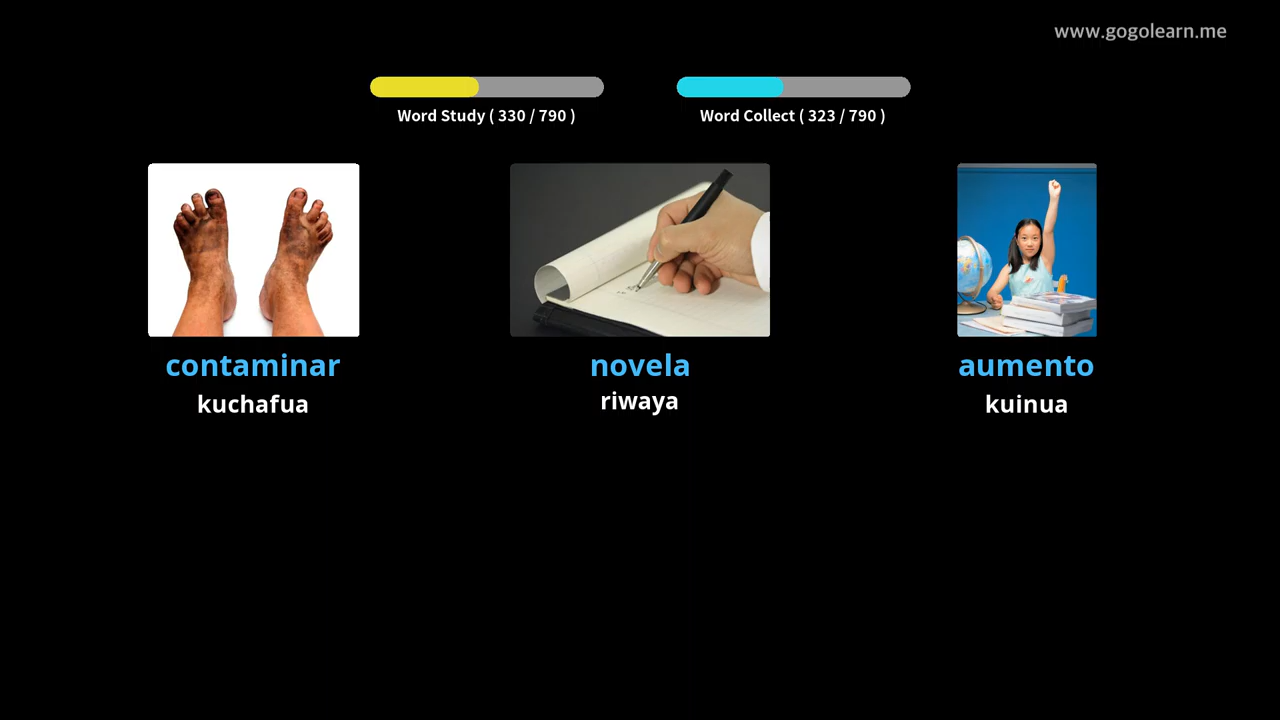 www.gogolearn.me
Word Study ( 330 / 790 )
Word Collect ( 323 / 790 )
contaminar
kuchafua
novela
riwaya
aumento
kuinua